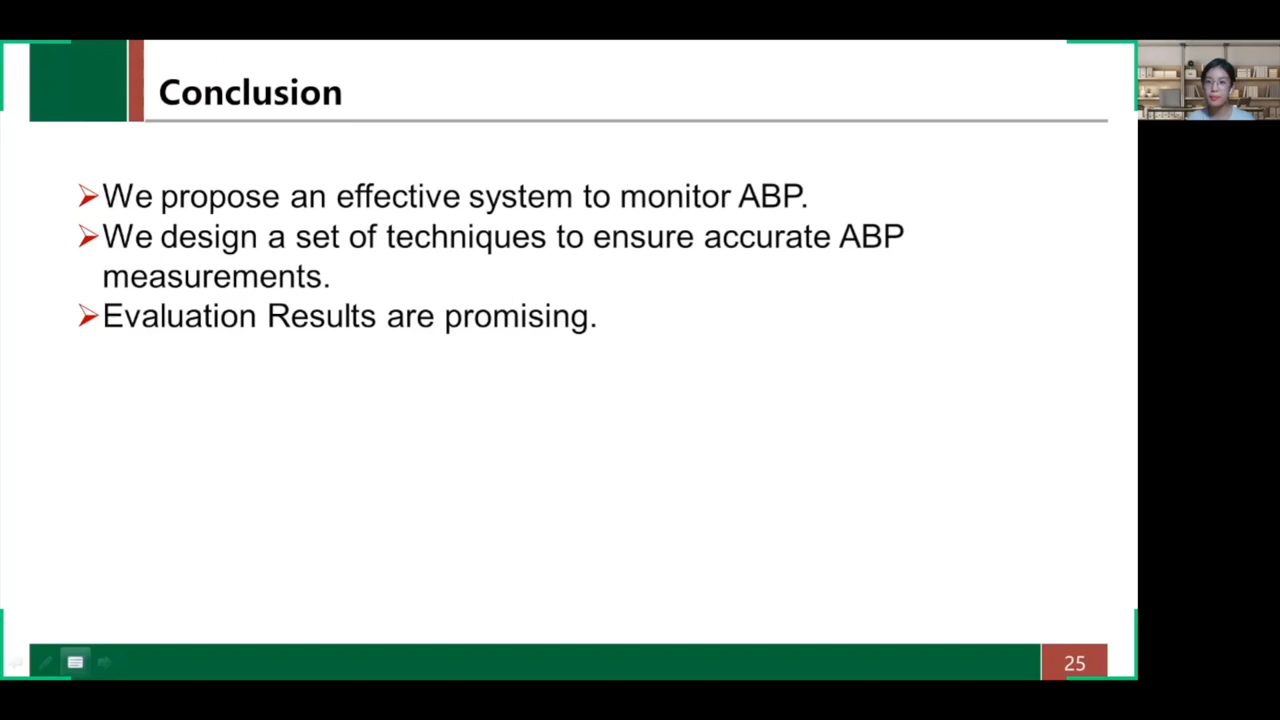 Conclusion
We propose an effective system to monitor ABP.
We design a set of techniques to ensure accurate ABP
measurements.
Evaluation Results are promising.
25